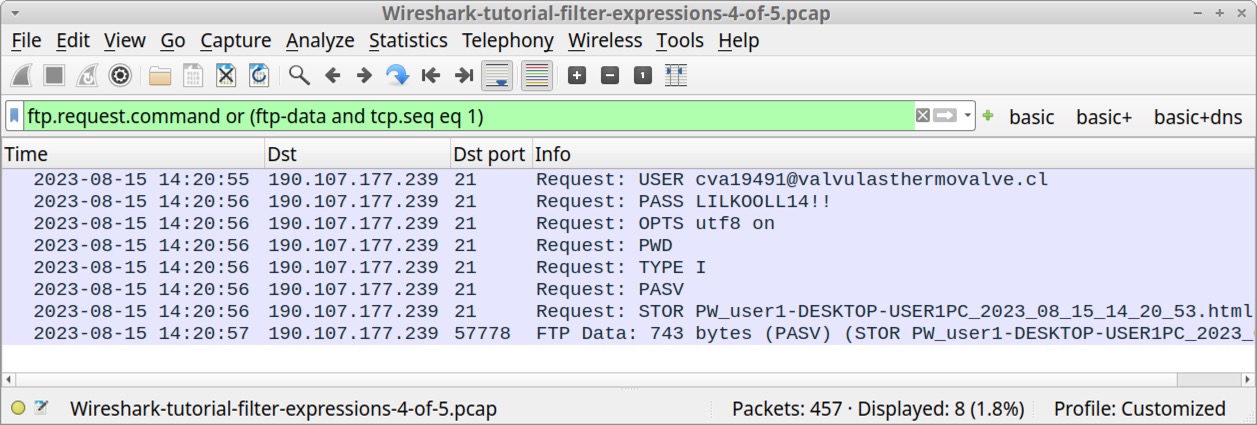 Wireshark-tutorial-filter-expressions-4-of-5.pcap
File Edit View Go Capture Analyze Statistics Telephony Wireless Tools Help
ftp.request.command or (ftp-data and tcp.seq eq 1) basic basic+ basic+dns
Time Dst Dst port Info
2023-08-15 14:20:55 190.107.177.239 21 Request: USER cva19491@valvulasthermovalve.cl
2023-08-15 14:20:56 190.107.177.239 21 Request: PASS LILKOOLL14!!
2023-08-15 14:20:56 190.107.177.239 21 Request: OPTS utf8 on
2023-08-15 14:20:56 190.107.177.239 21 Request: PWD
2023-08-15 14:20:56 190.107.177.239 21 Request: TYPE I
2023-08-15 14:20:56 190.107.177.239 21 Request: PASV
2023-08-15 14:20:56 190.107.177.239 21 Request: STOR PW_user1-DESKTOP-USER1PC_2023_08_15_14_20_53.html
2023-08-15 14:20:57 190.107.177.239 57778 FTP Data: 743 bytes (PASV) (STOR PW_user1-DESKTOP-USER1PC_2023_
Wireshark-tutorial-filter-expressions-4-of-5.pcap Packets: 457 · Displayed: 8 (1.8%) Profile: Customized